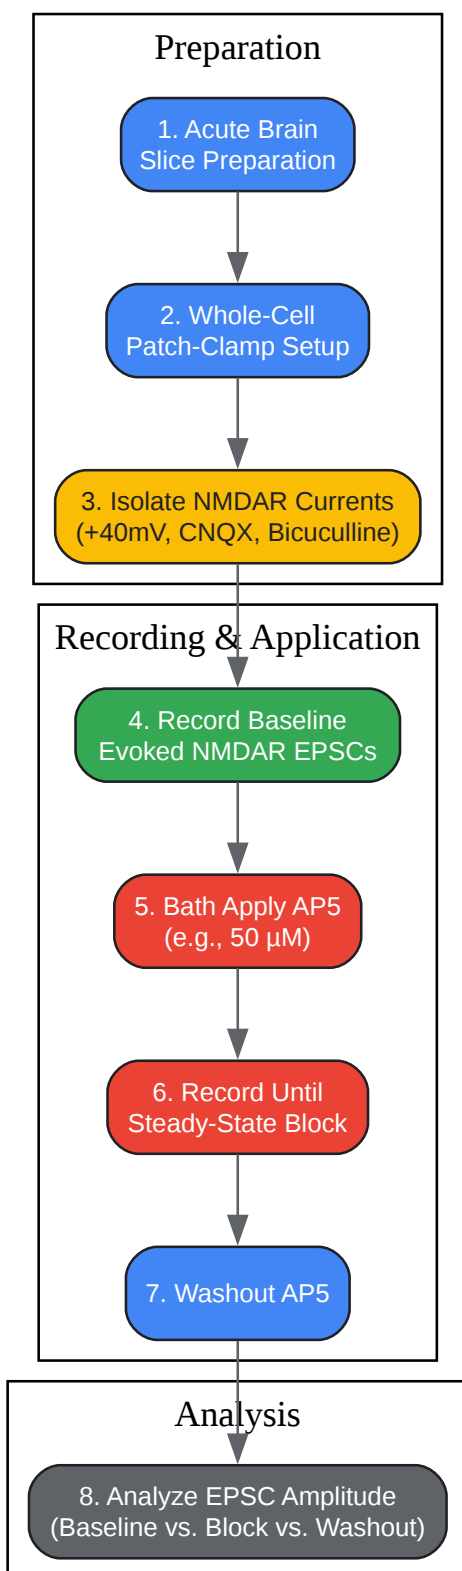 Preparation
1. Acute Brain
Slice Preparation
2. Whole-Cell
Patch-Clamp Setup
3. Isolate NMDAR Currents
(+40mV, CNQX, Bicuculline)
Recording & Application
4. Record Baseline
Evoked NMDAR EPSCs
5. Bath Apply AP5
(e.g., 50 µM)
6. Record Until
Steady-State Block
7. Washout AP5
Analysis
8. Analyze EPSC Amplitude
(Baseline vs. Block vs. Washout)